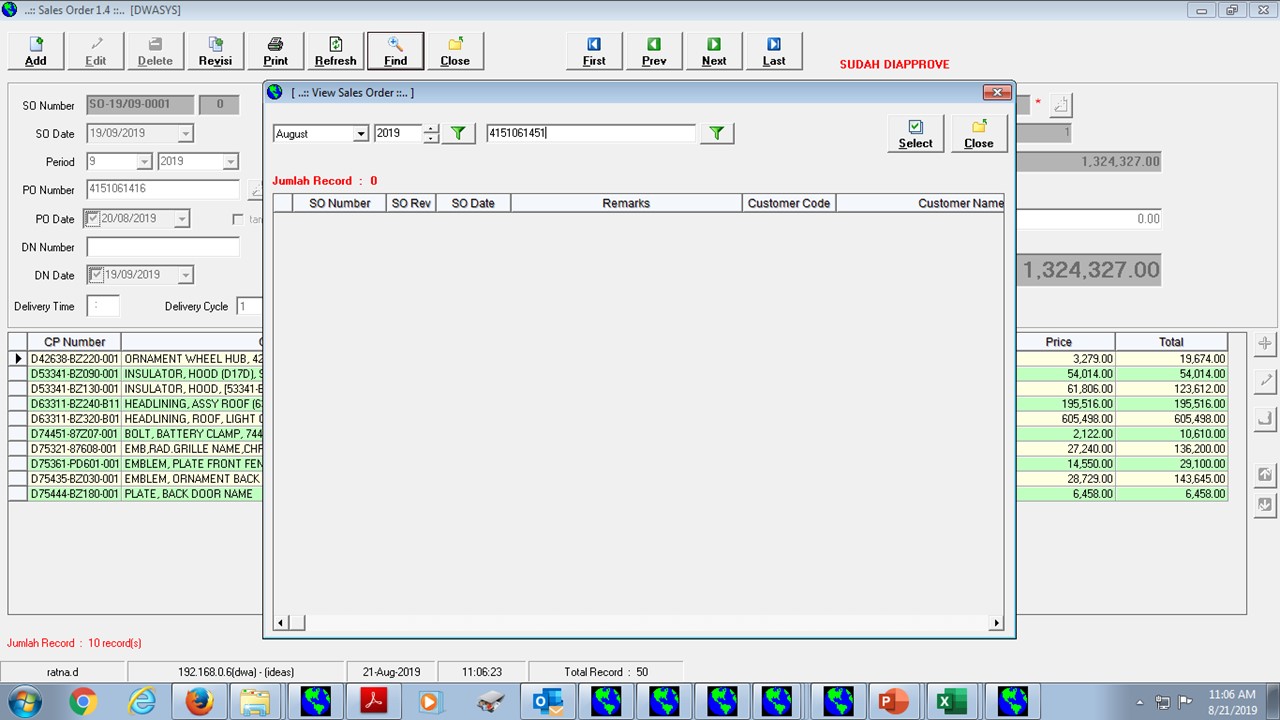 ..:: Sales Order 1.4 ::.. [DWASYS]
Add Edit Delete Revisi Print Refresh Find Close First Prev Next Last
SUDAH DIAPPROVE
[ ..:: View Sales Order ::.. ]
SO Number SO-19/09-0001 0
*
SO Date 19/09/2019
August 2019 4151061451
1
Select Close
Period 9 2019
1,324,327.00
PO Number 4151061416
Jumlah Record : 0
SO Number SO Rev SO Date Remarks Customer Code Customer Name
PO Date 20/08/2019
0.00
DN Number
DN Date 19/09/2019
1,324,327.00
Delivery Time : Delivery Cycle 1
CP Number Price Total
D42638-BZ220-001 ORNAMENT WHEEL HUB, 42 3,279.00 19,674.00
D53341-BZ090-001 INSULATOR, HOOD (D17D), 54,014.00 54,014.00
D53341-BZ130-001 INSULATOR, HOOD, [53341-B 61,806.00 123,612.00
D63311-BZ240-B11 HEADLINING, ASSY ROOF (6 195,516.00 195,516.00
D63311-BZ320-B01 HEADLINING, ROOF, LIGHT 605,498.00 605,498.00
D74451-87Z07-001 BOLT, BATTERY CLAMP, 744 2,122.00 10,610.00
D75321-87608-001 EMB,RAD.GRILLE NAME,CHR 27,240.00 136,200.00
D75361-PD601-001 EMBLEM, PLATE FRONT FEN 14,550.00 29,100.00
D75435-BZ030-001 EMBLEM, ORNAMENT BACK 28,729.00 143,645.00
D75444-BZ180-001 PLATE, BACK DOOR NAME 6,458.00 6,458.00
Jumlah Record : 10 record(s)
ratna.d 192.168.0.6(dwa) - (ideas) 21-Aug-2019 11:06:23 Total Record : 50
11:06 AM
8/21/2019